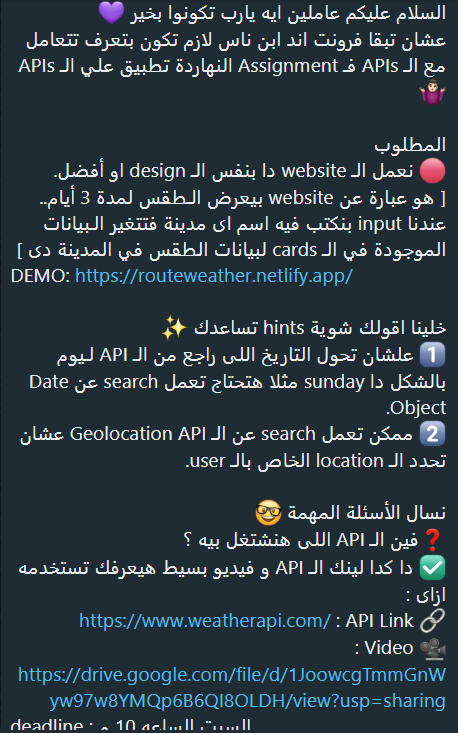 السلام عليكم عاملين ايه يارب تكونوا بخير 💜
عشان تبقا فرونت اند ابن ناس لازم تكون بتعرف تتعامل
مع الـ APIs فـ Assignment النهاردة تطبيق علي الـ APIs
🤷🏻‍♀️
المطلوب
🔴 نعمل الـ website دا بنفس الـ design او أفضل.
[ هو عبارة عن website بيعرض الـطقس لمدة 3 أيام..
عندنا input بنكتب فيه اسم اى مدينة فتتغير الـبيانات
الموجودة في الـ cards لبيانات الطقس في المدينة دى ]
DEMO: https://routeweather.netlify.app/
خلينا اقولك شوية hints تساعدك ✨
1️⃣ علشان تحول التاريخ اللى راجع من الـ API لـيوم
بالشكل دا sunday مثلا هتحتاج تعمل search عن Date
Object.
2️⃣ ممكن تعمل search عن الـ Geolocation API عشان
تحدد الـ location الخاص بالـ user.
نسال الأسئلة المهمة 🤓
❓ فين الـ API اللى هنشتغل بيه ؟
✅ دا كدا لينك الـ API و فيديو بسيط هيعرفك تستخدمه
ازاى :
🔗 API Link : https://www.weatherapi.com/
📹 Video :
https://drive.google.com/file/d/1JoowcgTmmGnW
yw97w8YMQp6B6QI8OLDH/view?usp=sharing
deadline : السبت الساعه 10 م